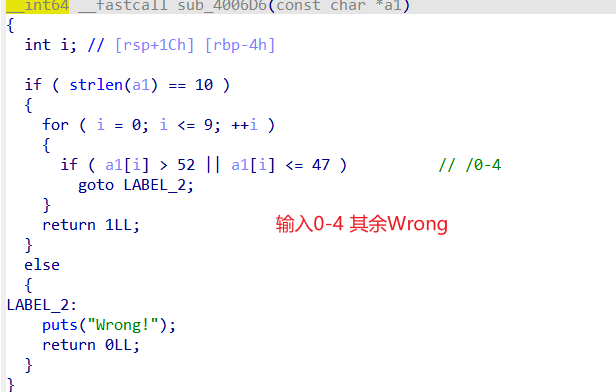 __int64 __fastcall sub_4006D6(const char *a1)
{
  int i; // [rsp+1Ch] [rbp-4h]
  if ( strlen(a1) == 10 )
  {
    for ( i = 0; i <= 9; ++i )
    {
      if ( a1[i] > 52 || a1[i] <= 47 )          // /0-4
        goto LABEL_2;
    }
    return 1LL;
输入0-4 其余Wrong
  }
  else
  {
LABEL_2:
    puts("Wrong!");
    return 0LL;
  }
}